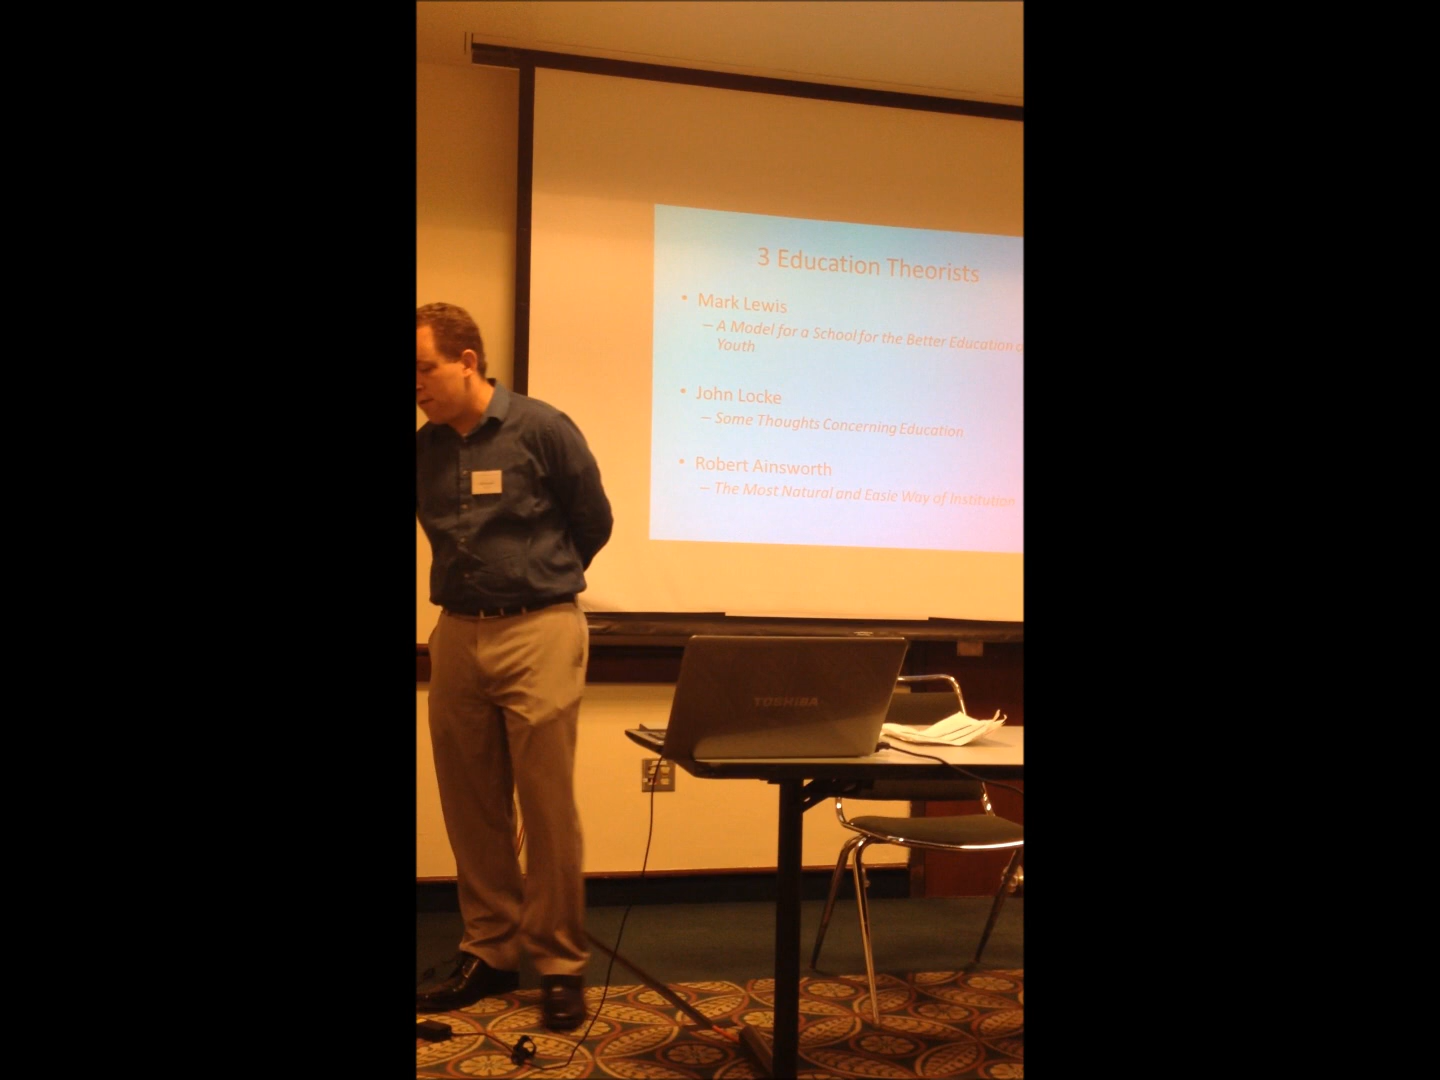 3 Education Theorists
• Mark Lewis
– A Model for a School for the Better Education
Youth
• John Locke
– Some Thoughts Concerning Education
• Robert Ainsworth
– The Most Natural and Easie Way of Institution
TOSHIBA